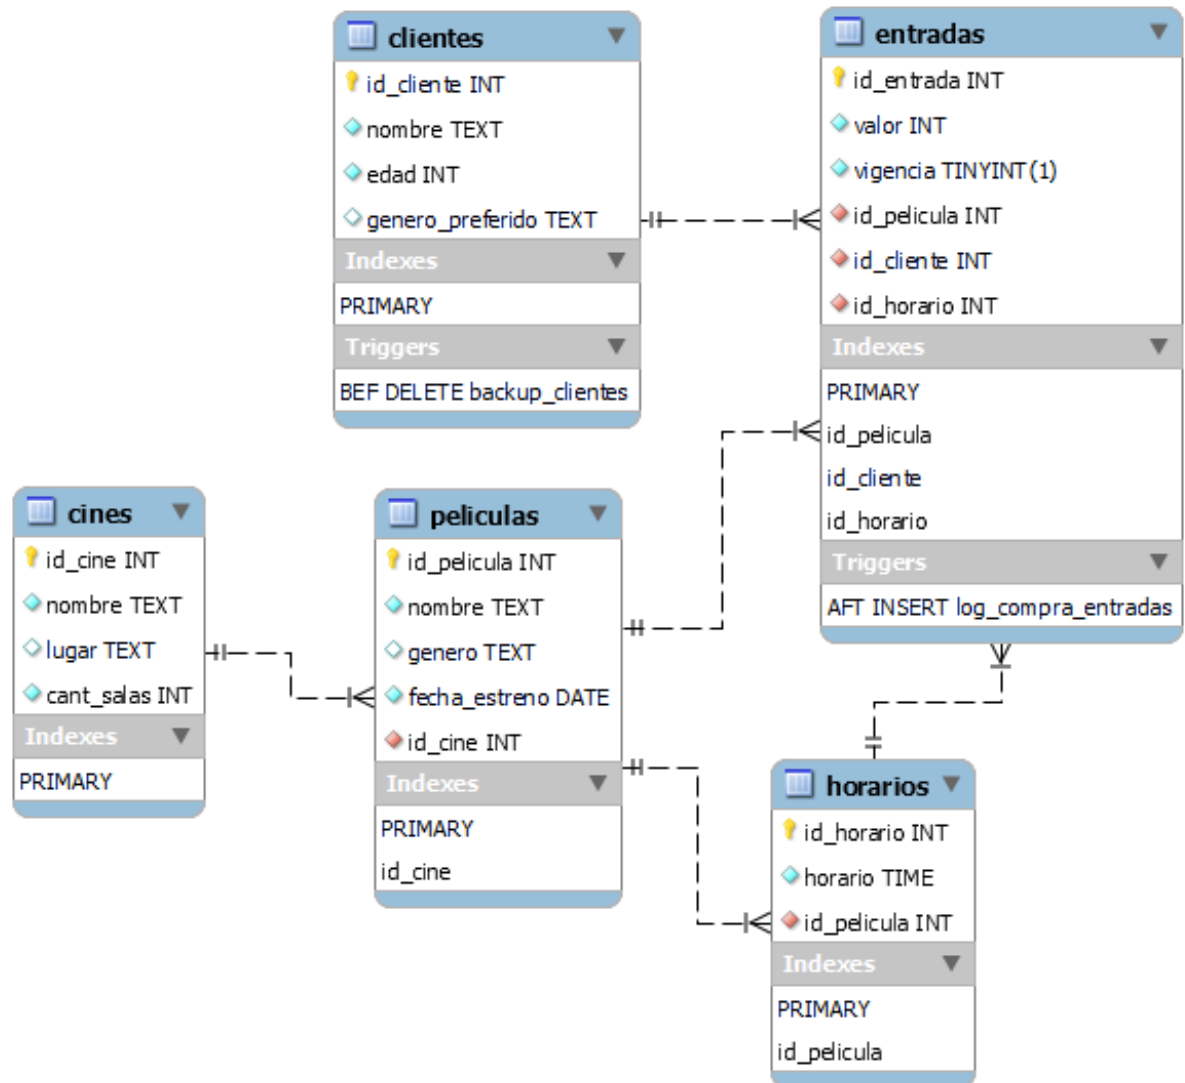 clientes
id_cliente INT
nombre TEXT
edad INT
genero_preferido TEXT
Indexes
PRIMARY
Triggers
BEF DELETE backup_clientes
entradas
id_entrada INT
valor INT
vigencia TINYINT(1)
id_pelicula INT
id_cliente INT
id_horario INT
Indexes
PRIMARY
id_pelicula
id_cliente
id_horario
Triggers
AFT INSERT log_compra_entradas
cines
id_cine INT
nombre TEXT
lugar TEXT
cant_salas INT
Indexes
PRIMARY
peliculas
id_pelicula INT
nombre TEXT
genero TEXT
fecha_estreno DATE
id_cine INT
Indexes
PRIMARY
id_cine
horarios
id_horario INT
horario TIME
id_pelicula INT
Indexes
PRIMARY
id_pelicula